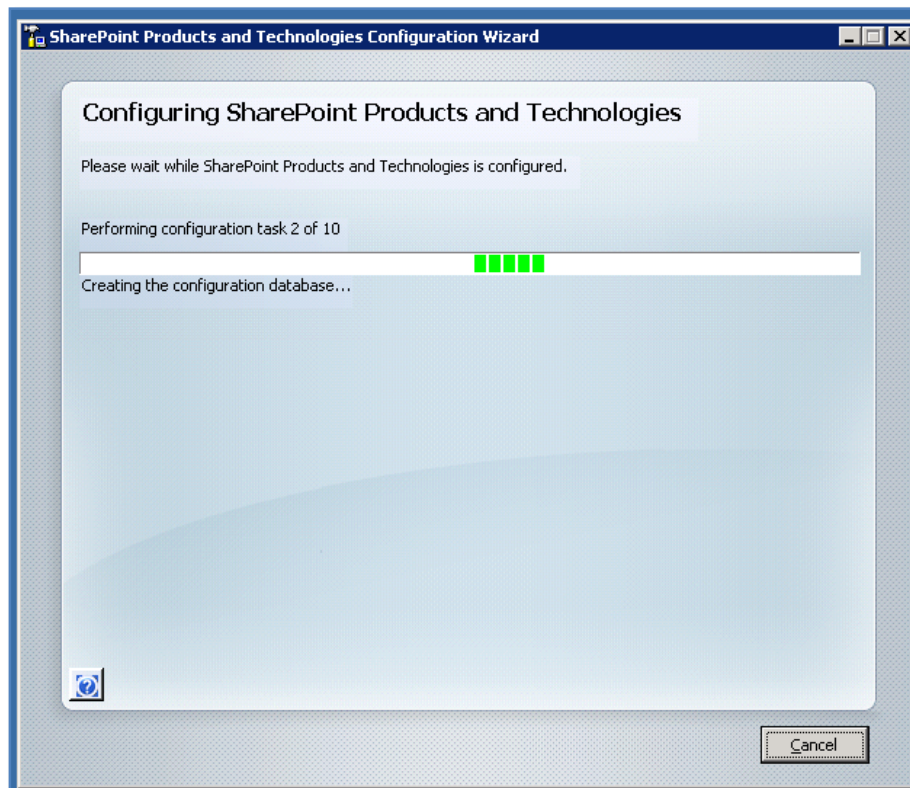 SharePoint Products and Technologies Configuration Wizard
Configuring SharePoint Products and Technologies
Please wait while SharePoint Products and Technologies is configured.
Performing configuration task 2 of 10
Creating the configuration database...
Cancel